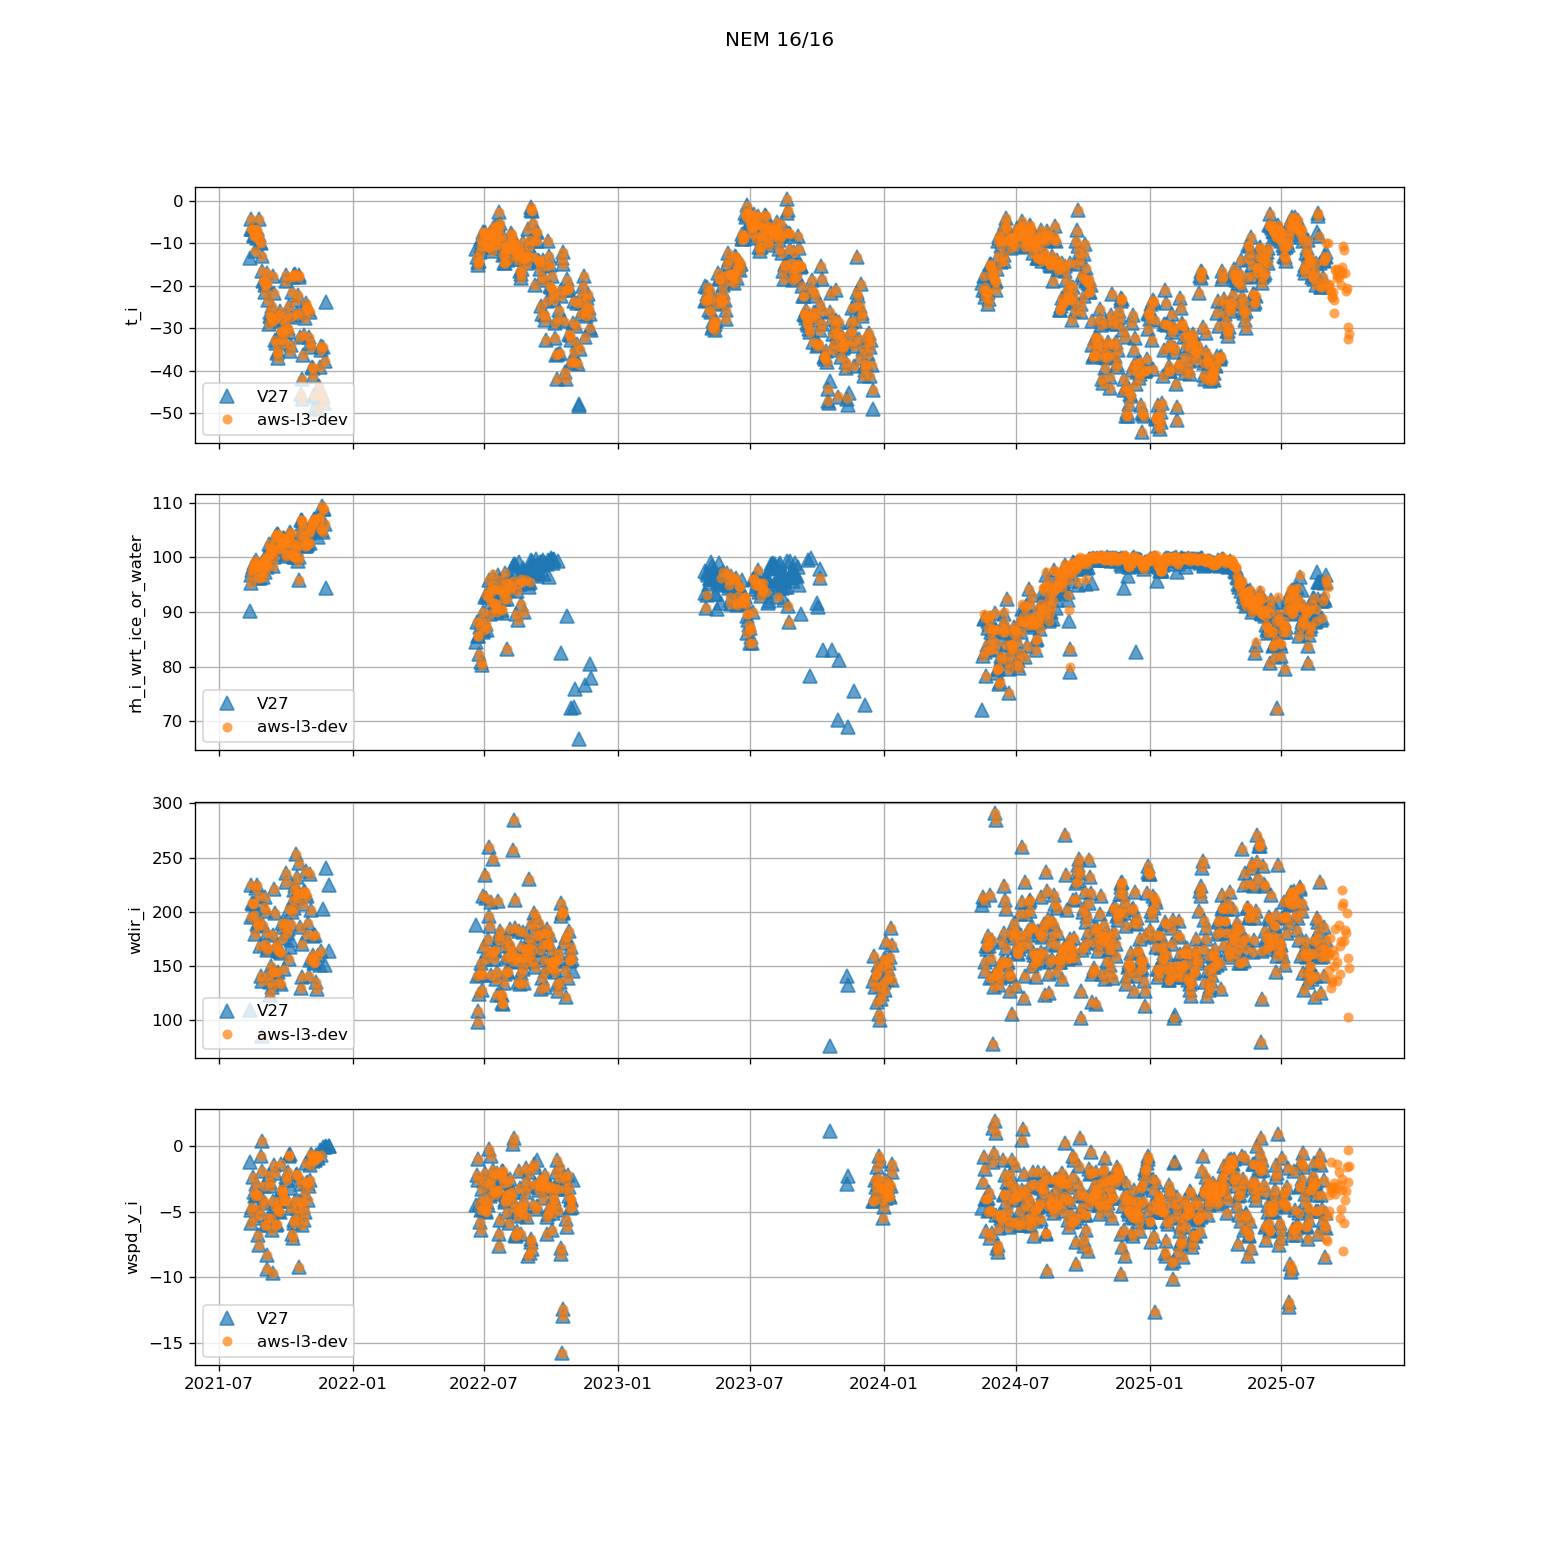 NEM 16/16
0
−10
−20
−30
−40
−50
t_i
V27
aws-l3-dev
110
100
90
80
70
rh_i_wrt_ice_or_water
V27
aws-l3-dev
300
250
200
150
100
wdir_i
V27
aws-l3-dev
0
−5
−10
−15
wspd_y_i
V27
aws-l3-dev
2021-07 2022-01 2022-07 2023-01 2023-07 2024-01 2024-07 2025-01 2025-07